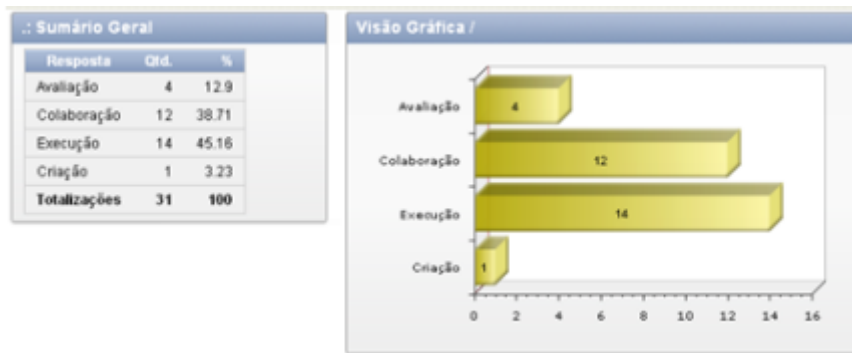 .: Sumário Geral
Resposta Qtd. %
Avaliação 4 12.9
Colaboração 12 38.71
Execução 14 45.16
Criação 1 3.23
Totalizações 31 100
Visão Gráfica /
Avaliação 4
Colaboração 12
Execução 14
Criação 1
0 2 4 6 8 10 12 14 16